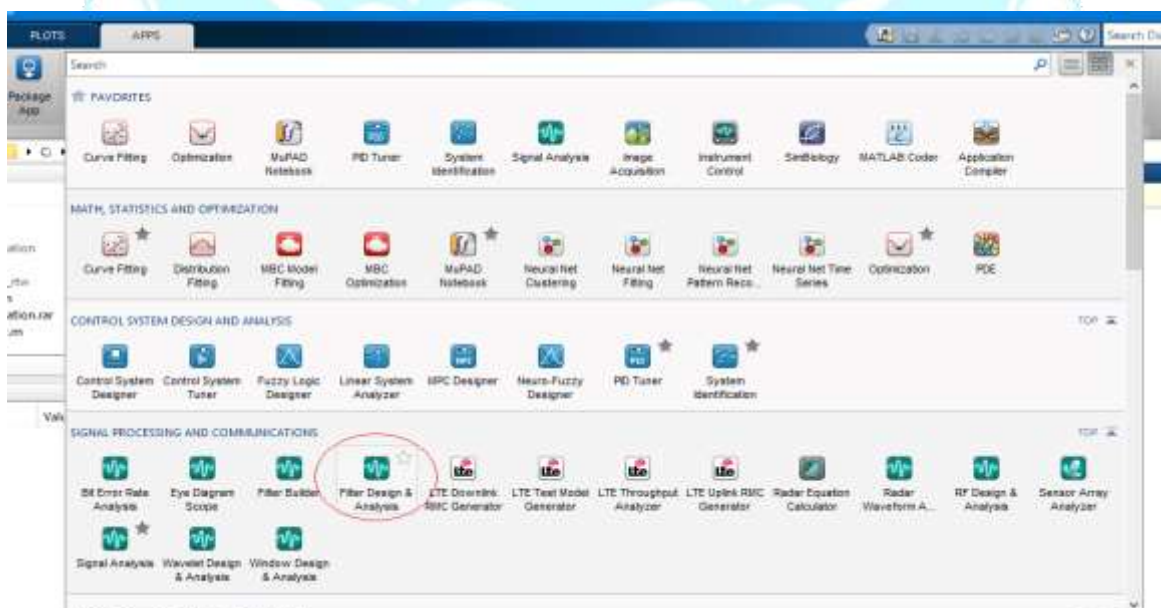 PLOTS APPS
Search Do
Package
App
Search
FAVORITES
Curve Fitting Optimization MuPAD Notebook PID Tuner System Identification Signal Analysis Image Acquisition Instrument Control SimBiology MATLAB Coder Application Compiler
MATH, STATISTICS AND OPTIMIZATION
Curve Fitting Distribution Fitting MBC Model Fitting MBC Optimization MuPAD Notebook Neural Net Clustering Neural Net Fitting Neural Net Pattern Reco... Neural Net Time Series Optimization PDE
ation.rar
CONTROL SYSTEM DESIGN AND ANALYSIS TOP
Control System Designer Control System Tuner Fuzzy Logic Designer Linear System Analyzer MPC Designer Neuro-Fuzzy Designer PID Tuner System Identification
Valu
SIGNAL PROCESSING AND COMMUNICATIONS TOP
Bit Error Rate Analysis Eye Diagram Scope Filter Builder Filter Design & Analysis LTE Downlink RMC Generator LTE Test Model Generator LTE Throughput Analyzer LTE Uplink RMC Generator Radar Equation Calculator Radar Waveform A... RF Design & Analysis Sensor Array Analyzer
Signal Analysis Wavelet Design & Analysis Window Design & Analysis